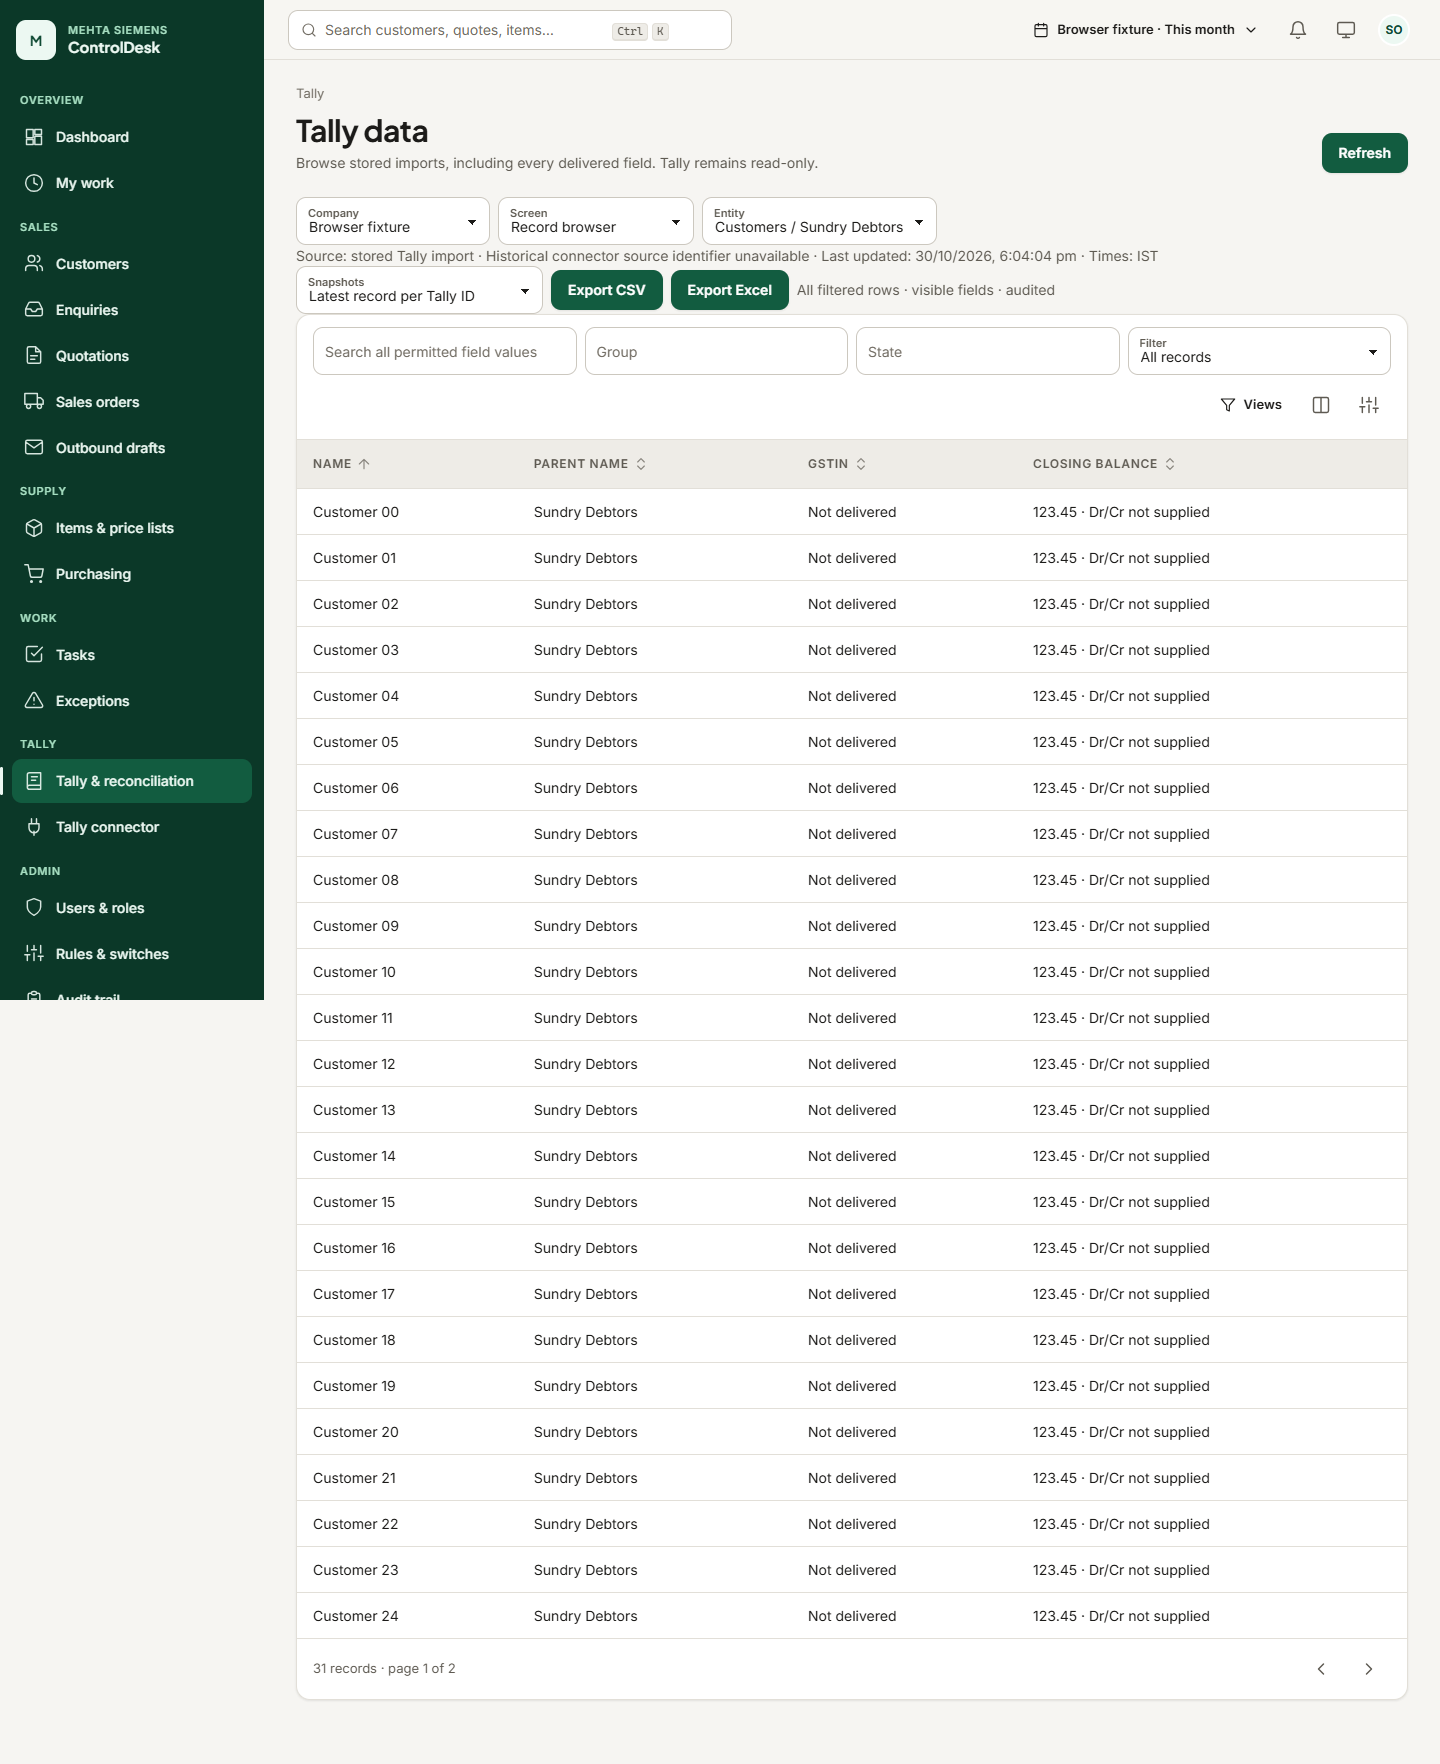 M
MEHTA SIEMENS
ControlDesk
OVERVIEW
Dashboard
My work
SALES
Customers
Enquiries
Quotations
Sales orders
Outbound drafts
SUPPLY
Items & price lists
Purchasing
WORK
Tasks
Exceptions
TALLY
Tally & reconciliation
Tally connector
ADMIN
Users & roles
Rules & switches
Audit trail
Search customers, quotes, items... Ctrl K
Browser fixture · This month
SO
Tally
Tally data
Browse stored imports, including every delivered field. Tally remains read-only.
Refresh
Company
Browser fixture
Screen
Record browser
Entity
Customers / Sundry Debtors
Source: stored Tally import · Historical connector source identifier unavailable · Last updated: 30/10/2026, 6:04:04 pm · Times: IST
Snapshots
Latest record per Tally ID
Export CSV
Export Excel
All filtered rows · visible fields · audited
Search all permitted field values
Group
State
Filter
All records
Views
NAME PARENT NAME GSTIN CLOSING BALANCE
Customer 00 Sundry Debtors Not delivered 123.45 · Dr/Cr not supplied
Customer 01 Sundry Debtors Not delivered 123.45 · Dr/Cr not supplied
Customer 02 Sundry Debtors Not delivered 123.45 · Dr/Cr not supplied
Customer 03 Sundry Debtors Not delivered 123.45 · Dr/Cr not supplied
Customer 04 Sundry Debtors Not delivered 123.45 · Dr/Cr not supplied
Customer 05 Sundry Debtors Not delivered 123.45 · Dr/Cr not supplied
Customer 06 Sundry Debtors Not delivered 123.45 · Dr/Cr not supplied
Customer 07 Sundry Debtors Not delivered 123.45 · Dr/Cr not supplied
Customer 08 Sundry Debtors Not delivered 123.45 · Dr/Cr not supplied
Customer 09 Sundry Debtors Not delivered 123.45 · Dr/Cr not supplied
Customer 10 Sundry Debtors Not delivered 123.45 · Dr/Cr not supplied
Customer 11 Sundry Debtors Not delivered 123.45 · Dr/Cr not supplied
Customer 12 Sundry Debtors Not delivered 123.45 · Dr/Cr not supplied
Customer 13 Sundry Debtors Not delivered 123.45 · Dr/Cr not supplied
Customer 14 Sundry Debtors Not delivered 123.45 · Dr/Cr not supplied
Customer 15 Sundry Debtors Not delivered 123.45 · Dr/Cr not supplied
Customer 16 Sundry Debtors Not delivered 123.45 · Dr/Cr not supplied
Customer 17 Sundry Debtors Not delivered 123.45 · Dr/Cr not supplied
Customer 18 Sundry Debtors Not delivered 123.45 · Dr/Cr not supplied
Customer 19 Sundry Debtors Not delivered 123.45 · Dr/Cr not supplied
Customer 20 Sundry Debtors Not delivered 123.45 · Dr/Cr not supplied
Customer 21 Sundry Debtors Not delivered 123.45 · Dr/Cr not supplied
Customer 22 Sundry Debtors Not delivered 123.45 · Dr/Cr not supplied
Customer 23 Sundry Debtors Not delivered 123.45 · Dr/Cr not supplied
Customer 24 Sundry Debtors Not delivered 123.45 · Dr/Cr not supplied
31 records · page 1 of 2